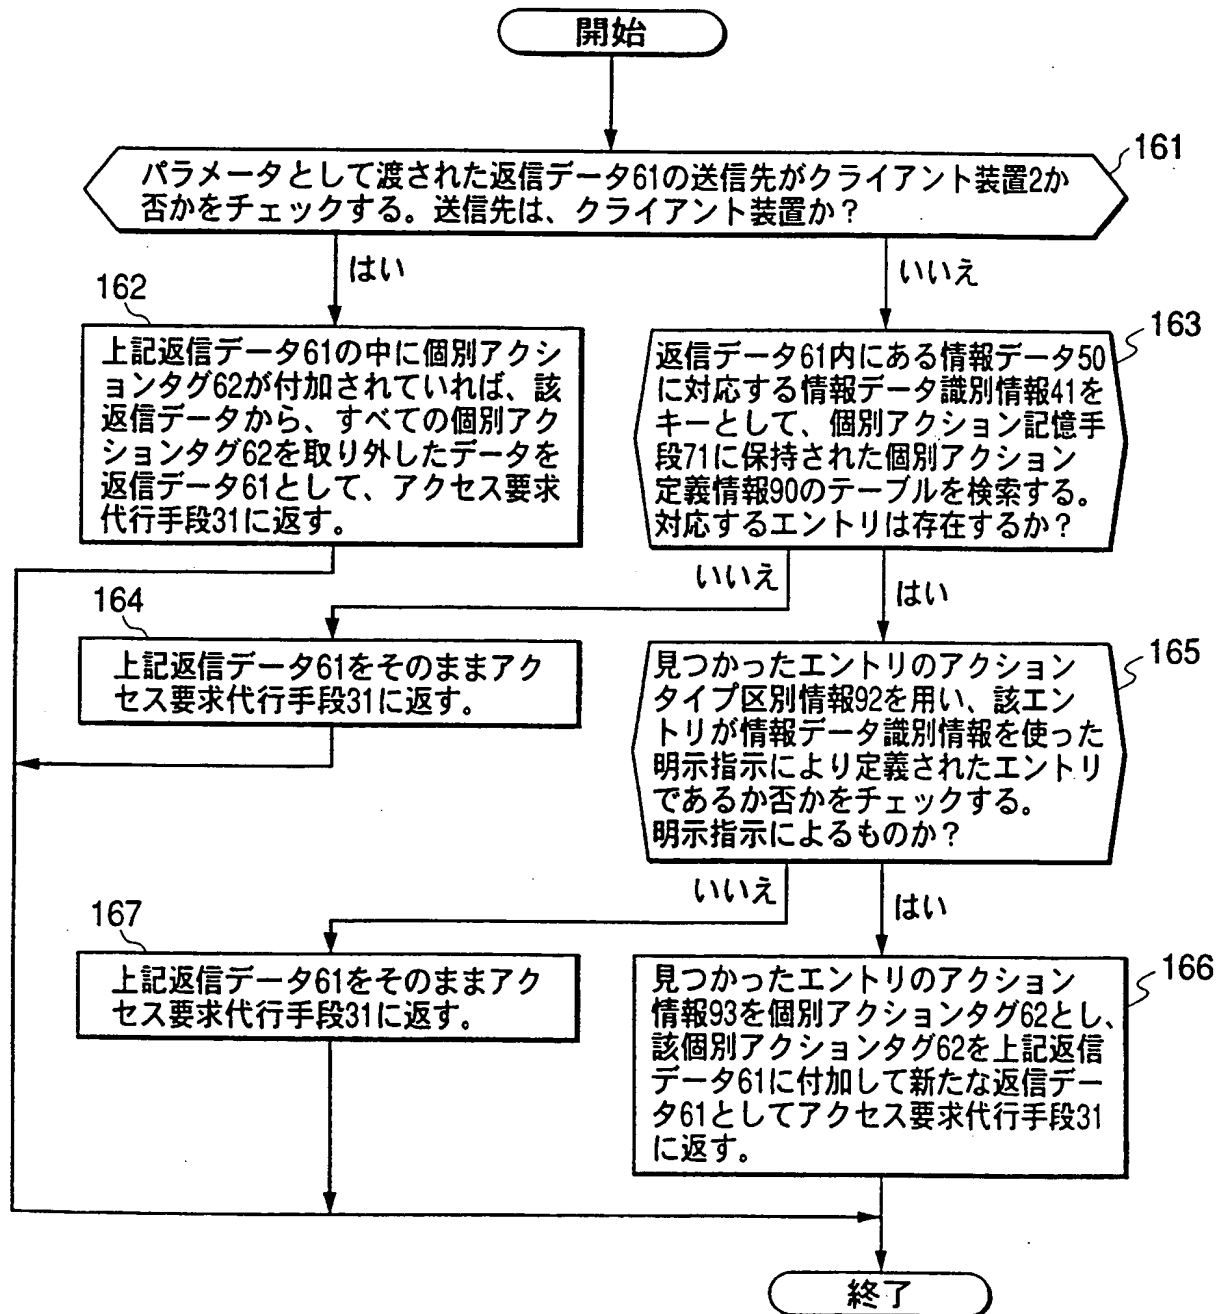 開始
161
パラメータとして渡された返信データ61の送信先がクライアント装置2か
否かをチェックする。送信先は、クライアント装置か？
はい
いいえ
162
上記返信データ61の中に個別アクシ
ョンタグ62が付加されていれば、該
返信データから、すべての個別アク
ションタグ62を取り外したデータを
返信データ61として、アクセス要求
代行手段31に返す。
163
返信データ61内にある情報データ50
に対応する情報データ識別情報41を
キーとして、個別アクション記憶手
段71に保持された個別アクション
定義情報90のテーブルを検索する。
対応するエントリは存在するか？
いいえ
はい
164
上記返信データ61をそのままアク
セス要求代行手段31に返す。
165
見つかったエントリのアクション
タイプ区別情報92を用い、該エン
トリが情報データ識別情報を使った
明示指示により定義されたエントリ
であるか否かをチェックする。
明示指示によるものか？
いいえ
はい
167
上記返信データ61をそのままアク
セス要求代行手段31に返す。
166
見つかったエントリのアクション
情報93を個別アクションタグ62とし、
該個別アクションタグ62を上記返信
データ61に付加して新たな返信デー
タ61としてアクセス要求代行手段31
に返す。
終了